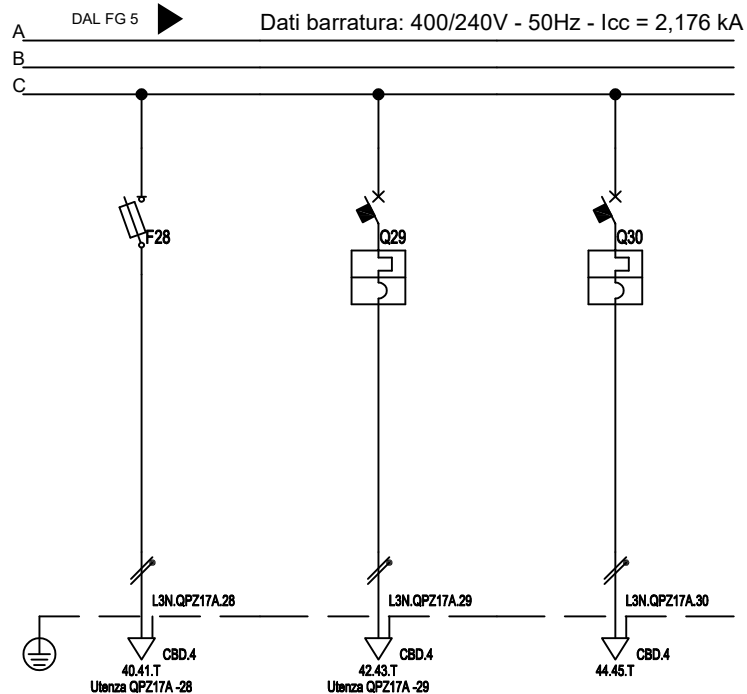 DAL FG 5
Dati barratura: 400/240V - 50Hz - Icc = 2,176 kA
A
B
C
F28
Q29
Q30
L3N.QPZ17A.28
L3N.QPZ17A.29
L3N.QPZ17A.30
CBD.4
CBD.4
CBD.4
40.41.T
42.43.T
44.45.T
Utenza QPZ17A -28
Utenza QPZ17A -29